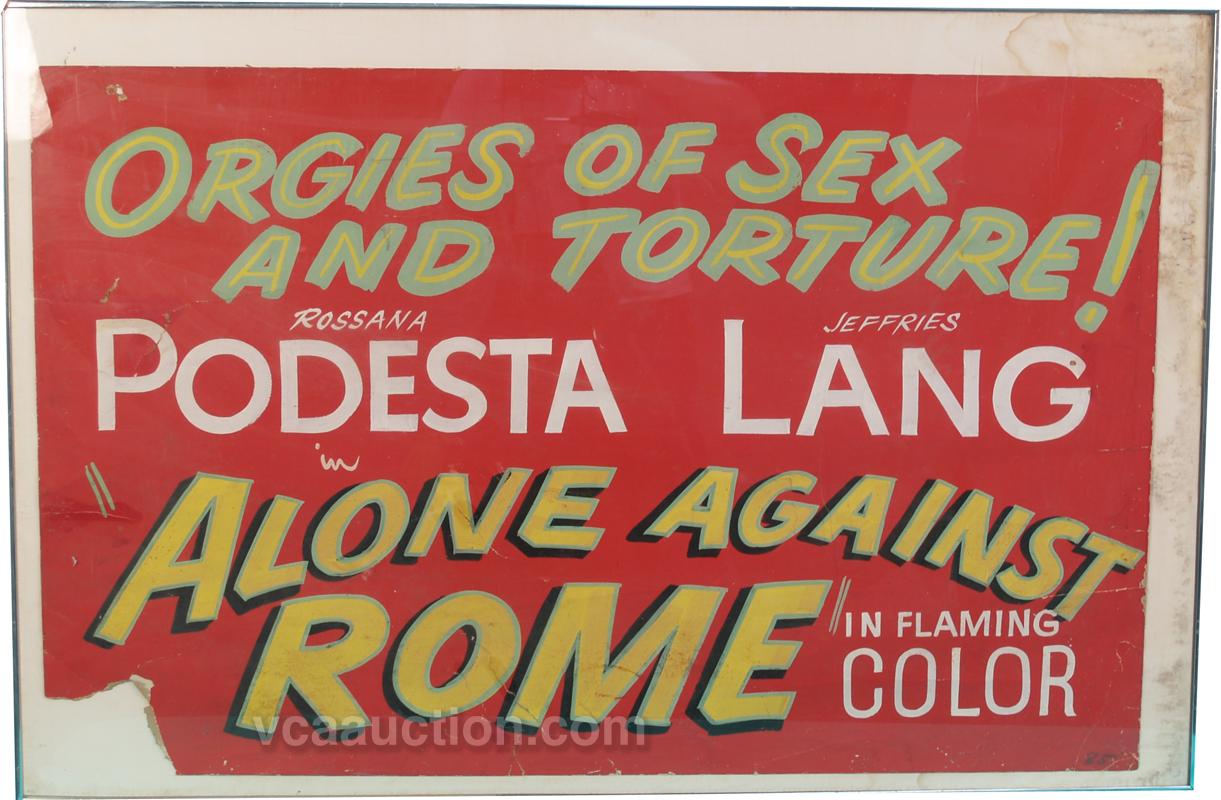 ORGIES OF SEX
AND TORTURE!
ROSSANA JEFFRIES
PODESTA LANG
in
"ALONE AGAINST
ROME"
IN FLAMING
COLOR
vcaauction.com